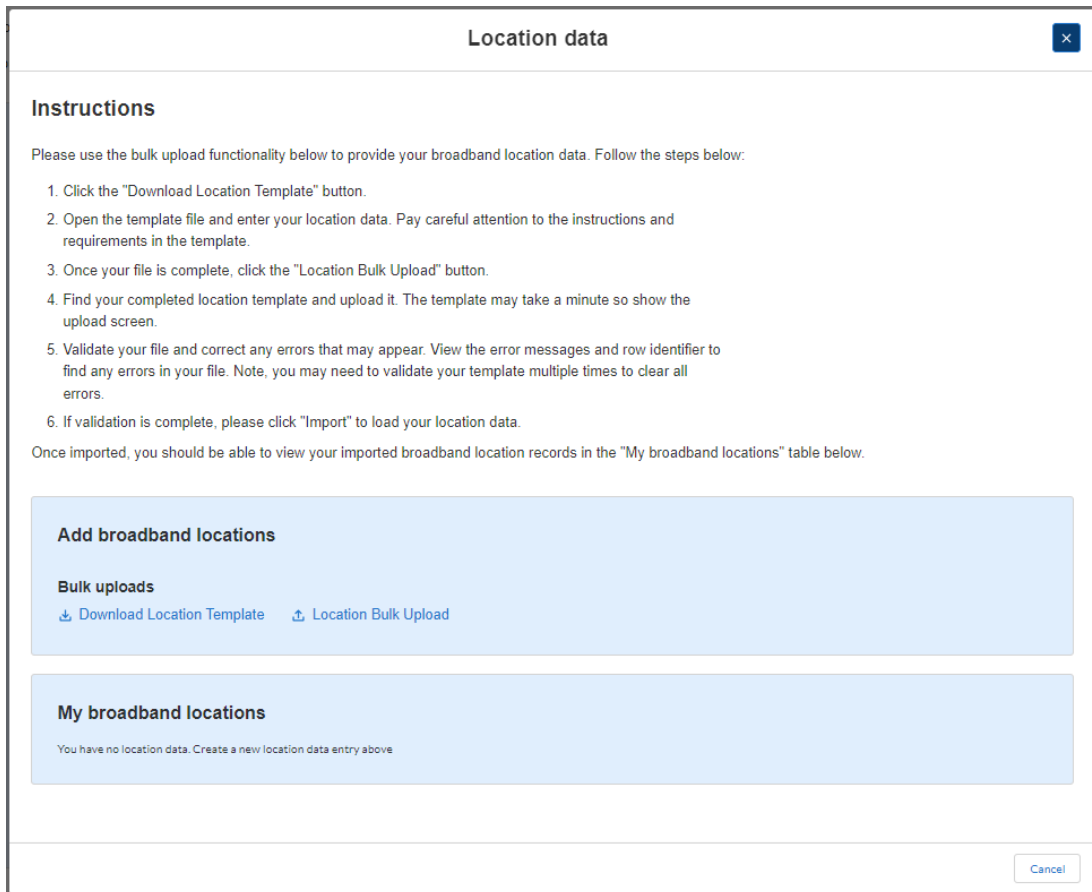 Location data
Instructions
Please use the bulk upload functionality below to provide your broadband location data. Follow the steps below:
1. Click the "Download Location Template" button.
2. Open the template file and enter your location data. Pay careful attention to the instructions and
requirements in the template.
3. Once your file is complete, click the "Location Bulk Upload" button.
4. Find your completed location template and upload it. The template may take a minute so show the
upload screen.
5. Validate your file and correct any errors that may appear. View the error messages and row identifier to
find any errors in your file. Note, you may need to validate your template multiple times to clear all
errors.
6. If validation is complete, please click "Import" to load your location data.
Once imported, you should be able to view your imported broadband location records in the "My broadband locations" table below.
Add broadband locations
Bulk uploads
Download Location Template Location Bulk Upload
My broadband locations
You have no location data. Create a new location data entry above
Cancel